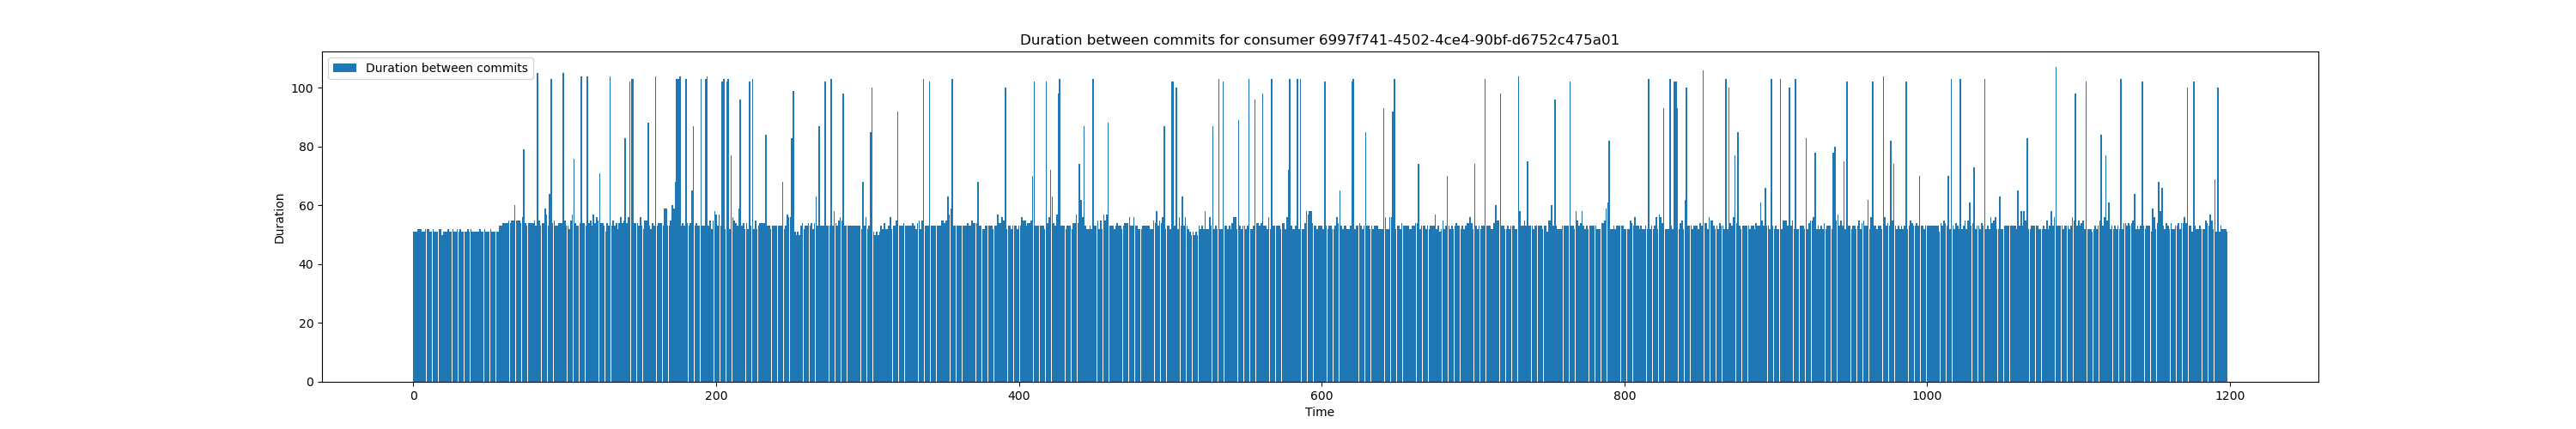 Duration between commits for consumer 6997f741-4502-4ce4-90bf-d6752c475a01
Duration between commits
100
80
60
40
20
0
Duration
0 200 400 600 800 1000 1200
Time